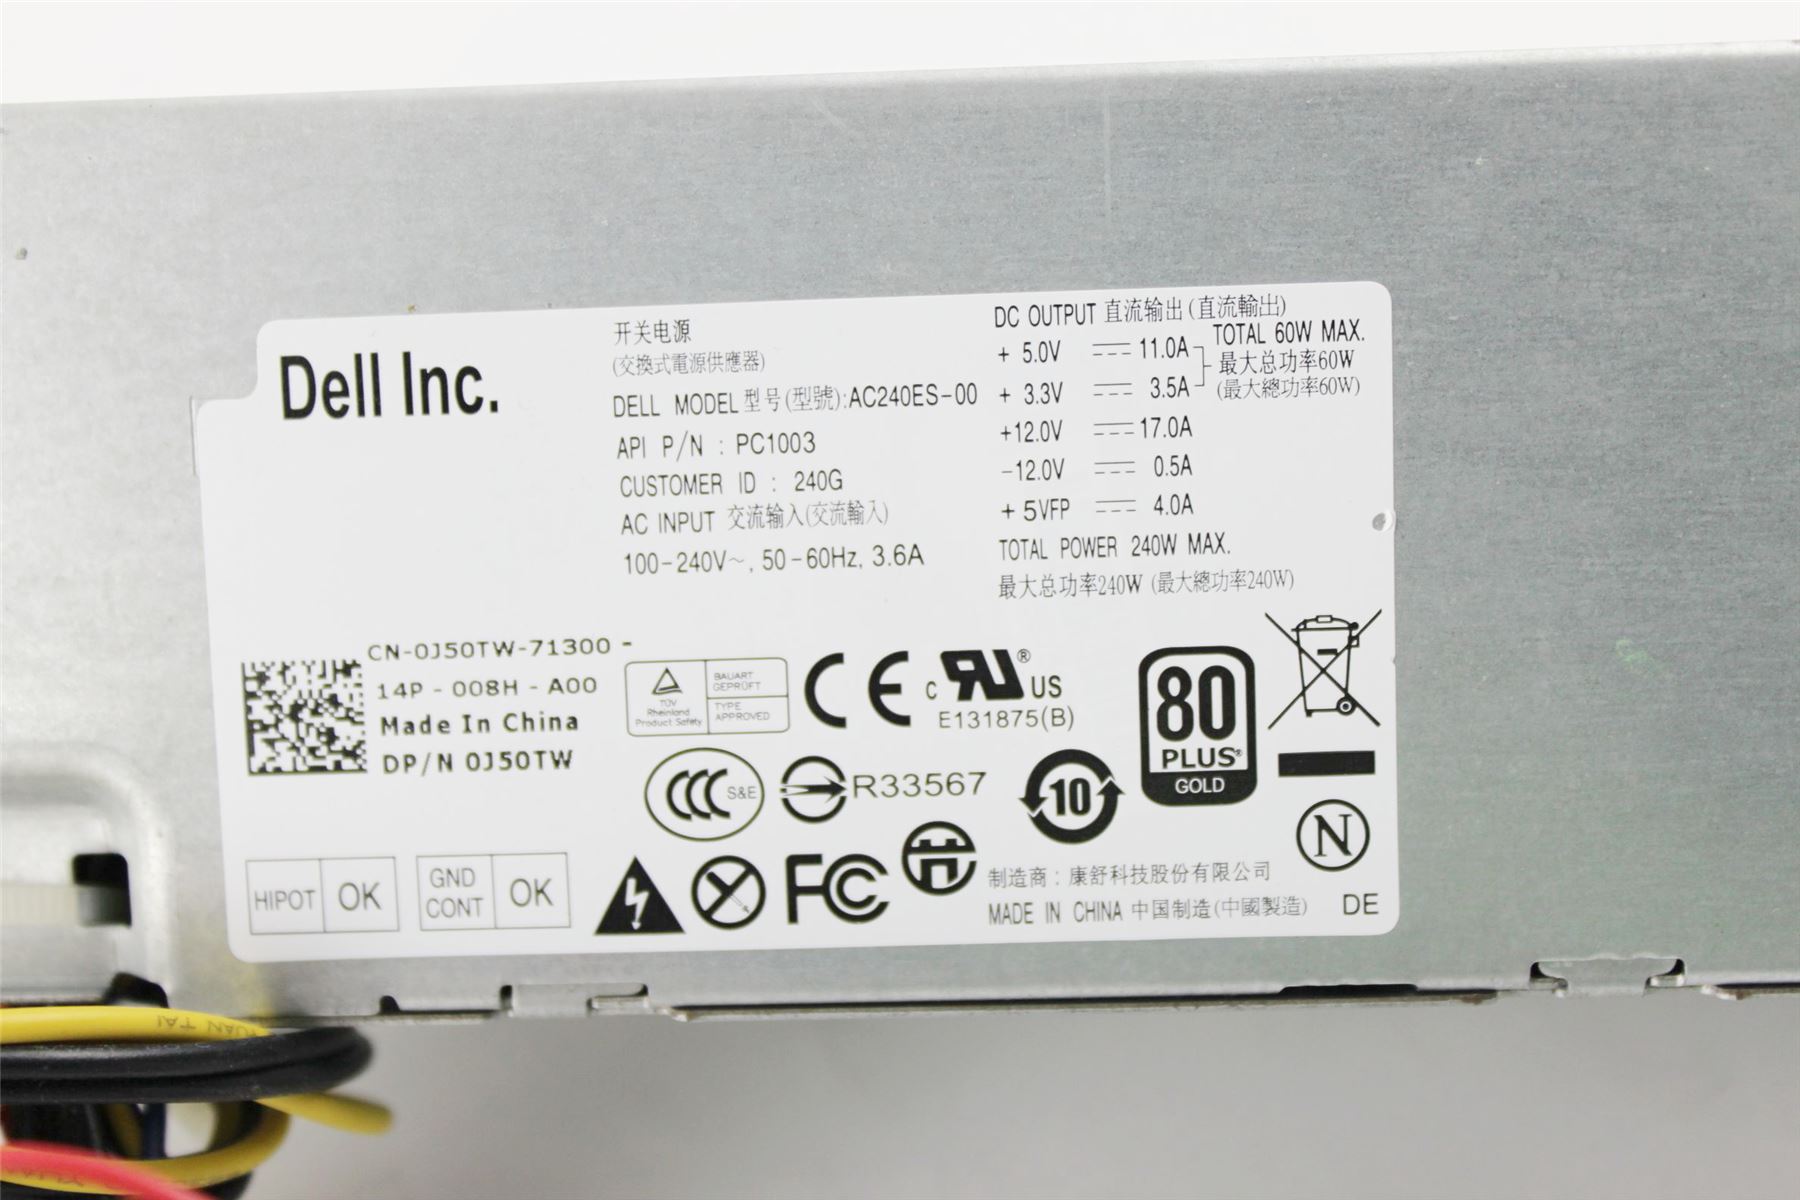 Dell Inc.
开关电源
(交換式電源供應器)
DELL MODEL 型号(型號):AC240ES-00
API P/N : PC1003
CUSTOMER ID : 240G
AC INPUT 交流输入(交流輸入)
100-240V~, 50-60Hz, 3.6A
DC OUTPUT 直流输出(直流輸出)
+ 5.0V ⎓ 11.0A
+ 3.3V ⎓ 3.5A
TOTAL 60W MAX.
最大总功率60W
(最大總功率60W)
+12.0V ⎓ 17.0A
-12.0V ⎓ 0.5A
+ 5VFP ⎓ 4.0A
TOTAL POWER 240W MAX.
最大总功率240W (最大總功率240W)
CN-0J50TW-71300 -
14P - 008H - A00
Made In China
DP/N 0J50TW
TÜV
Rheinland
Product Safety
BAUART
GEPRÜFT
TYPE
APPROVED
CE
c RU® US
E131875(B)
80
PLUS®
GOLD
CCC S&E
R33567
10
N
HIPOT OK
GND
CONT
OK
FC
制造商：康舒科技股份有限公司
MADE IN CHINA 中国制造(中國製造)
DE
YUAN TAI